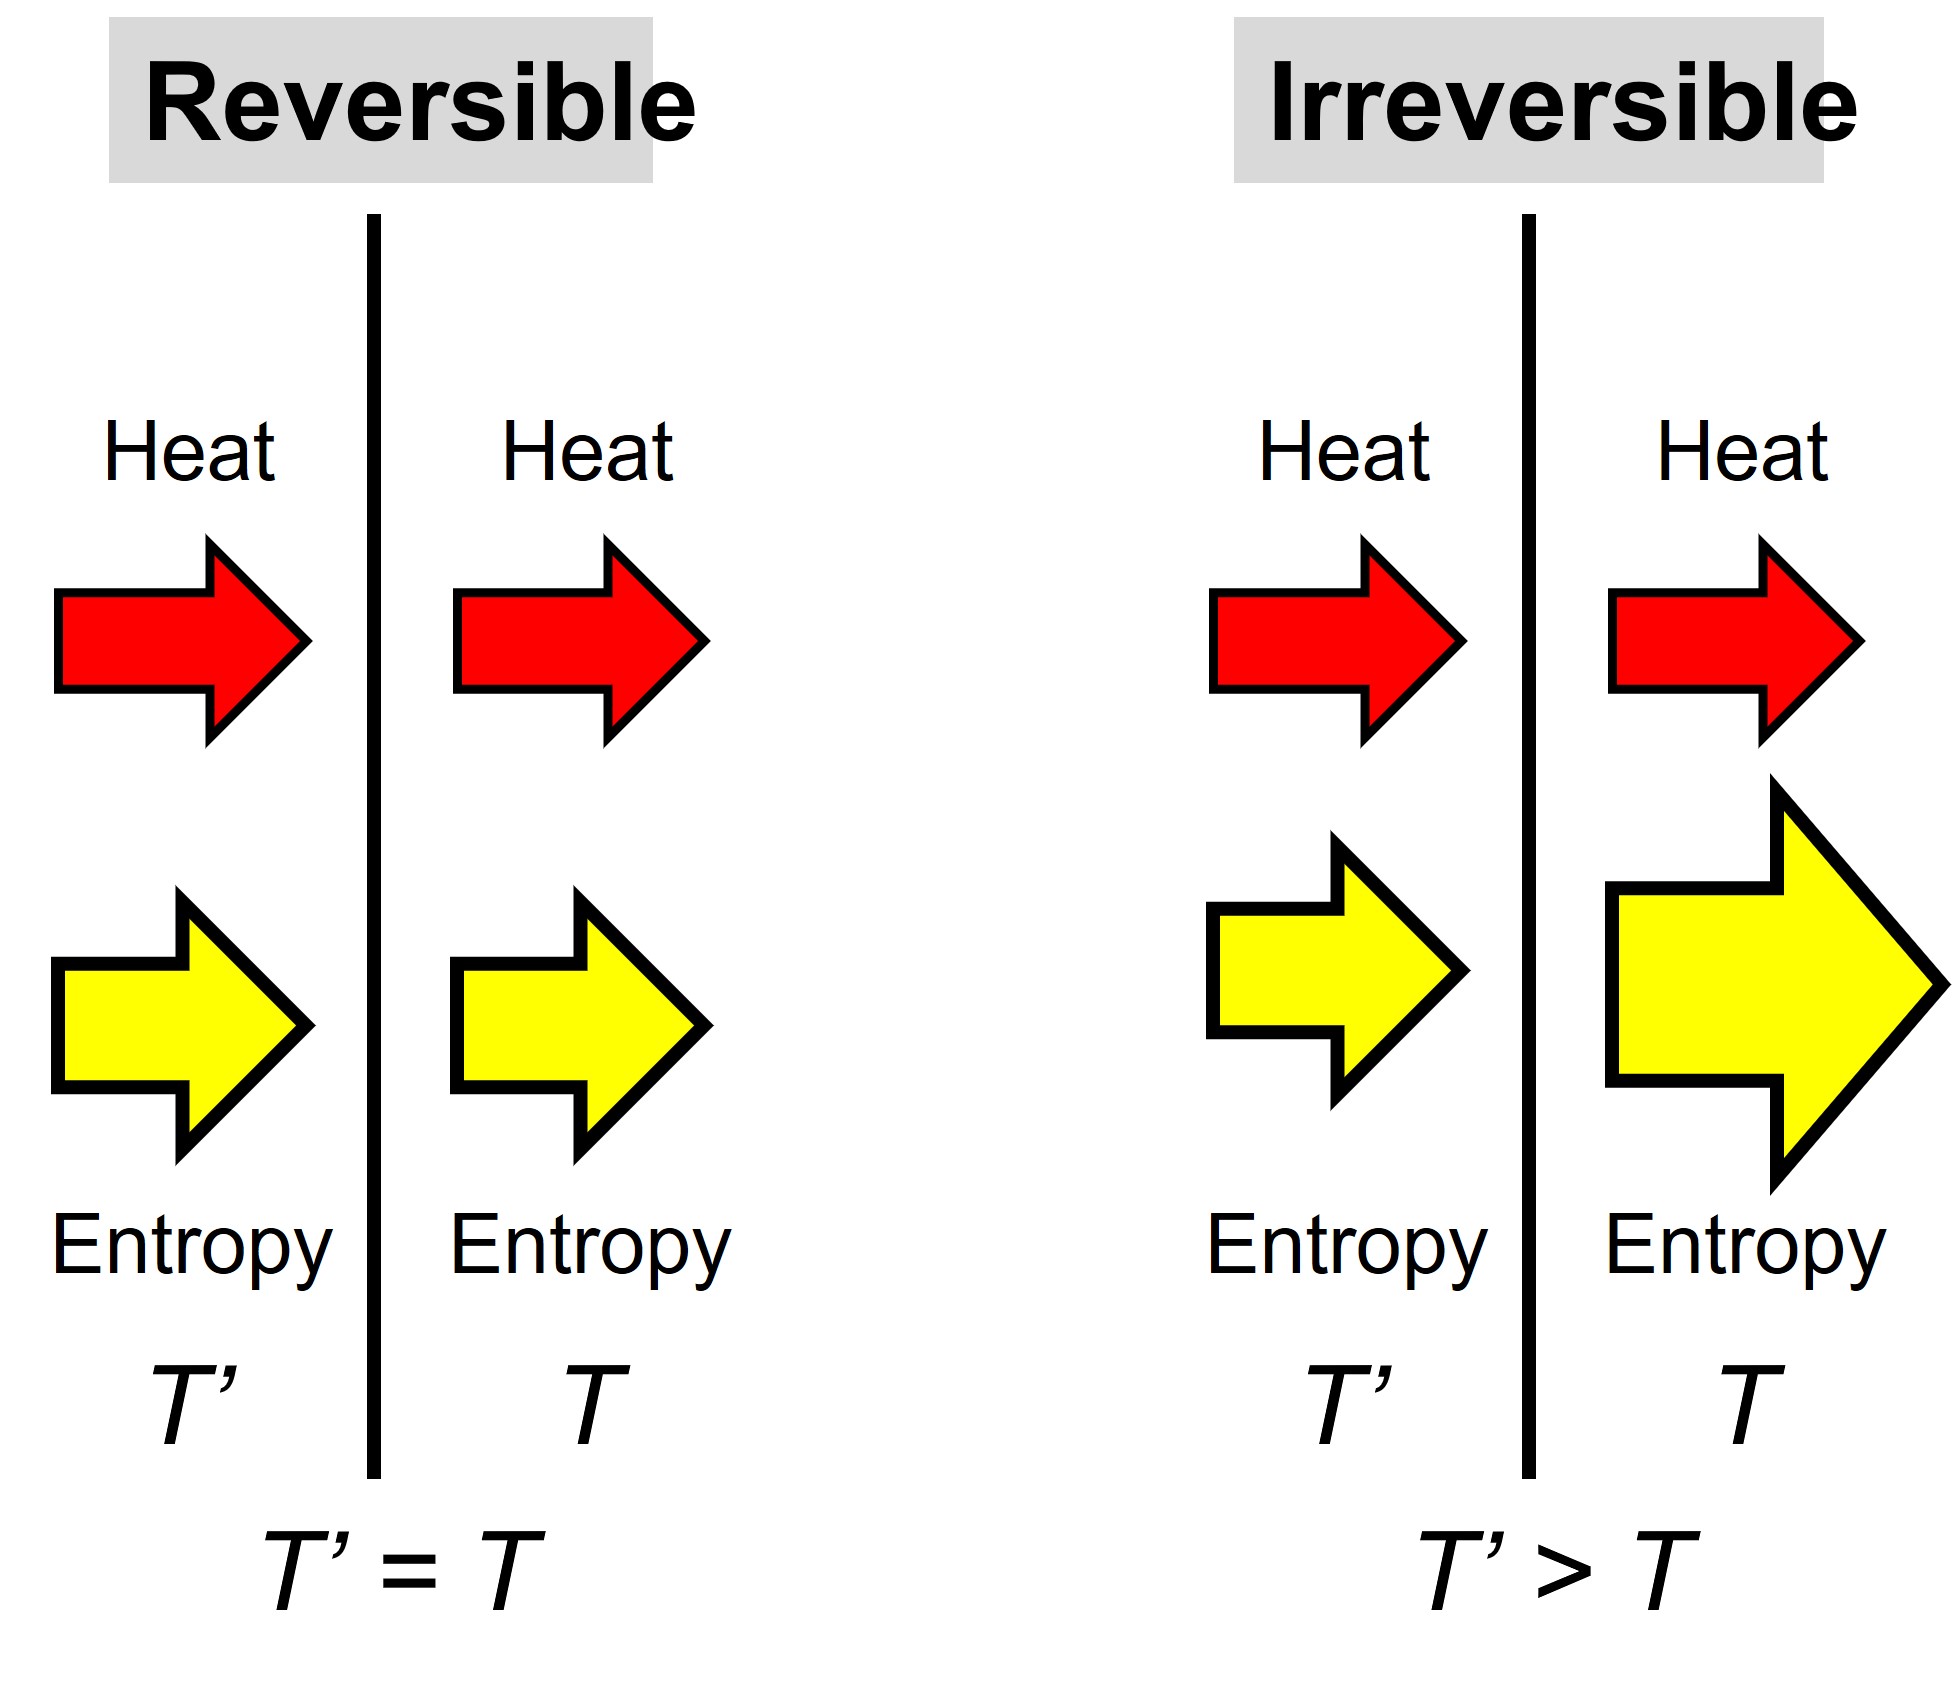 Reversible
Irreversible
Heat
Heat
Heat
Heat
Entropy
Entropy
Entropy
Entropy
T’
T
T’
T
T’ = T
T’ > T